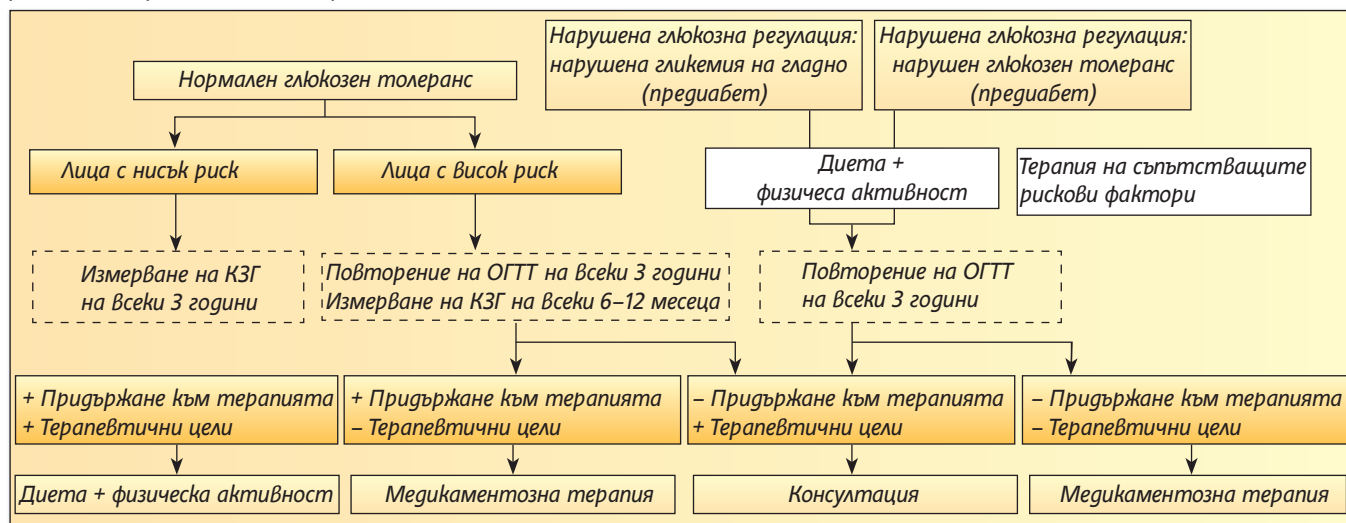 Нарушена глюкозна регулация:
нарушена гликемия на гладно
(предиабет)
Нарушена глюкозна регулация:
нарушен глюкозен толеранс
(предиабет)
Нормален глюкозен толеранс
Лица с нисък риск
Лица с висок риск
Диета +
физичеса активност
Терапия на съпътстващите
рискови фактори
Измерване на КЗГ
на всеки 3 години
Повторение на ОГТТ на всеки 3 години
Измерване на КЗГ на всеки 6–12 месеца
Повторение на ОГТТ
на всеки 3 години
+ Придържане към терапията
+ Терапевтични цели
+ Придържане към терапията
– Терапевтични цели
– Придържане към терапията
+ Терапевтични цели
– Придържане към терапията
– Терапевтични цели
Диета + физическа активност
Медикаментозна терапия
Консултация
Медикаментозна терапия